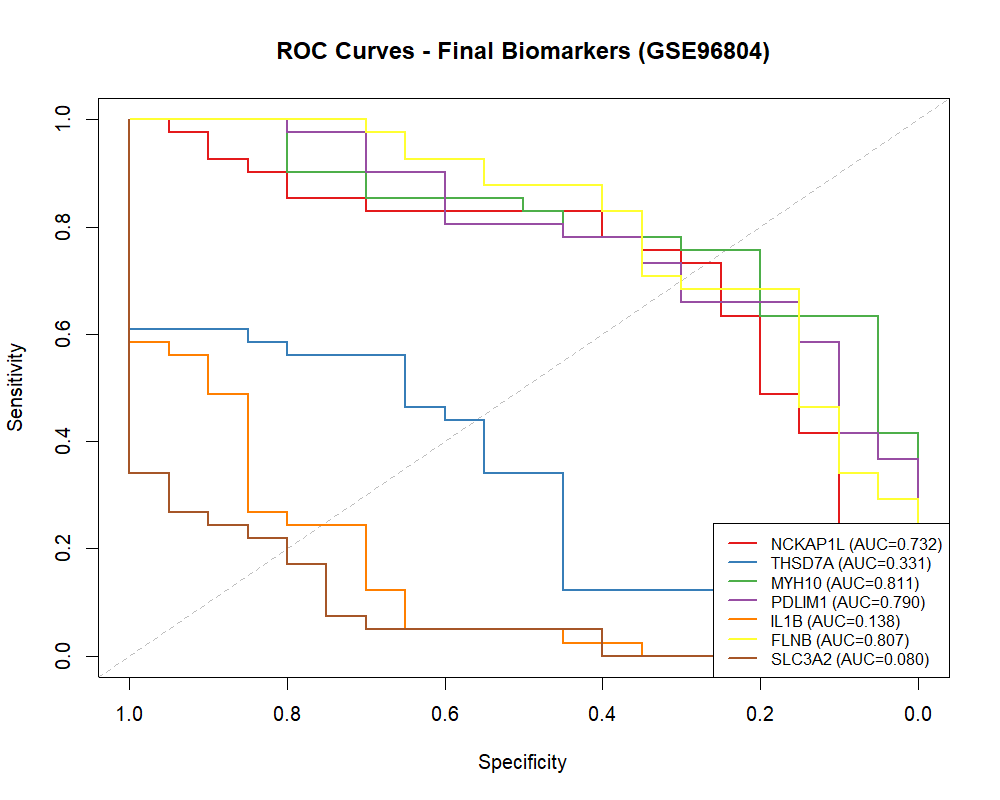 ROC Curves - Final Biomarkers (GSE96804)
1.0
0.8
0.6
0.4
0.2
0.0
Sensitivity
NCKAP1L (AUC=0.732)
THSD7A (AUC=0.331)
MYH10 (AUC=0.811)
PDLIM1 (AUC=0.790)
IL1B (AUC=0.138)
FLNB (AUC=0.807)
SLC3A2 (AUC=0.080)
1.0 0.8 0.6 0.4 0.2 0.0
Specificity